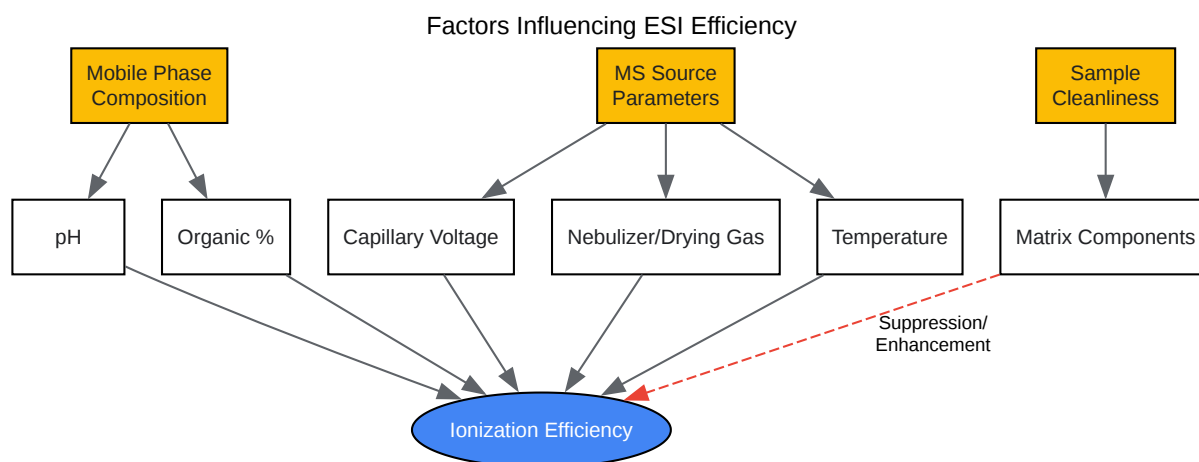 Factors Influencing ESI Efficiency
Mobile Phase
Composition
MS Source
Parameters
Sample
Cleanliness
pH
Organic %
Capillary Voltage
Nebulizer/Drying Gas
Temperature
Matrix Components
Suppression/
Enhancement
Ionization Efficiency